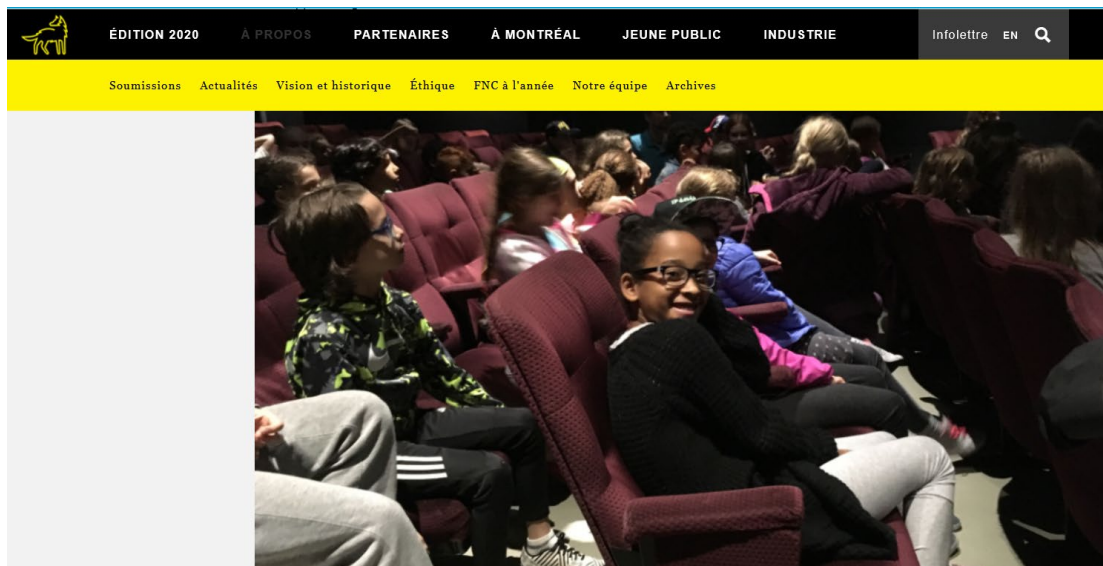 ÉDITION 2020 À PROPOS PARTENAIRES À MONTRÉAL JEUNE PUBLIC INDUSTRIE Infolettre EN
Soumissions Actualités Vision et historique Éthique FNC à l'année Notre équipe Archives